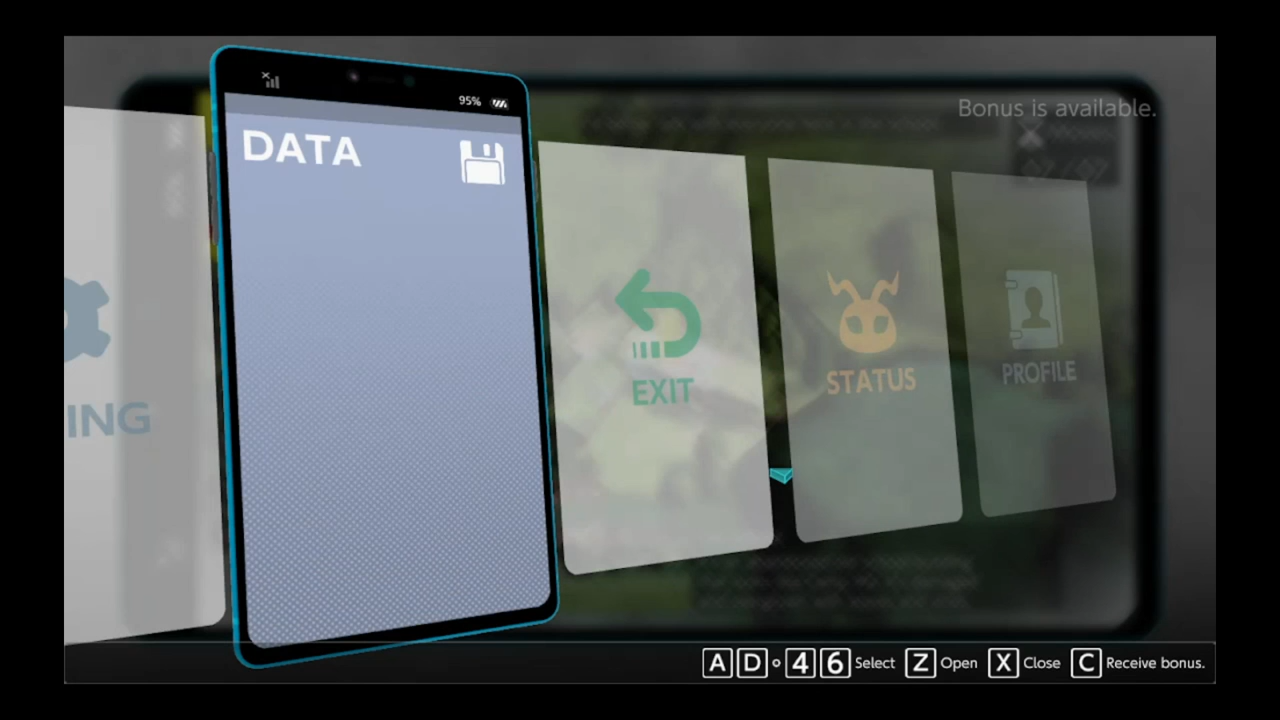 95%
DATA
Bonus is available.
ING
EXIT
STATUS
PROFILE
A D 4 6 Select Z Open X Close C Receive bonus.